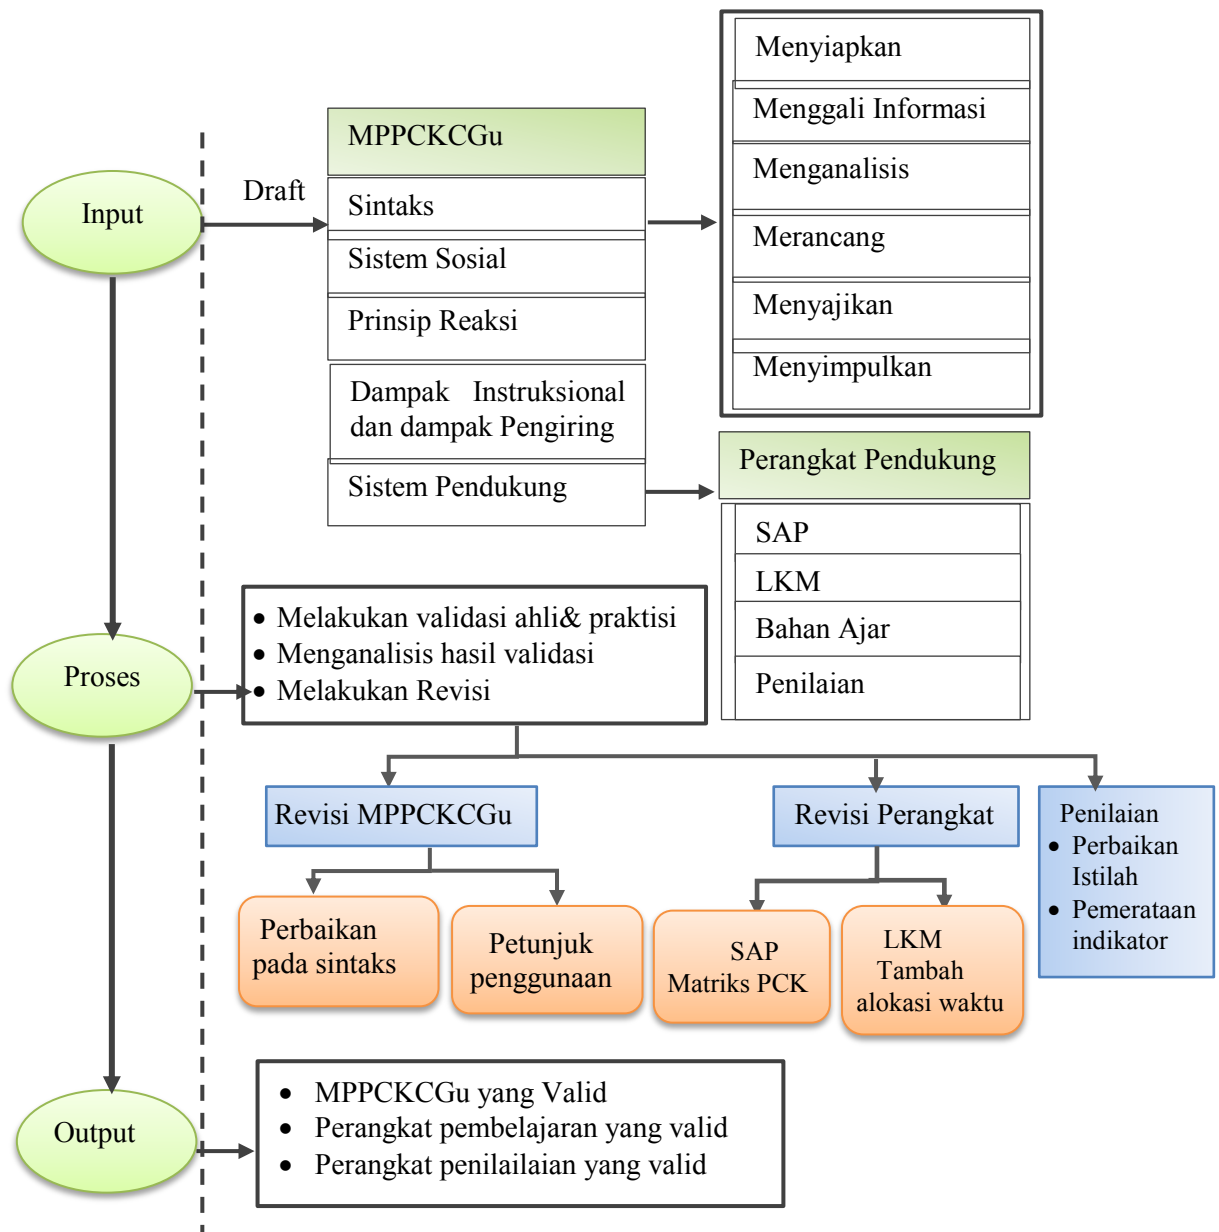 Input
Draft
MPPCKCGu
Sintaks
Sistem Sosial
Prinsip Reaksi
Dampak Instruksional
dan dampak Pengiring
Sistem Pendukung
Menyiapkan
Menggali Informasi
Menganalisis
Merancang
Menyajikan
Menyimpulkan
Perangkat Pendukung
SAP
LKM
Bahan Ajar
Penilaian
Proses
• Melakukan validasi ahli& praktisi
• Menganalisis hasil validasi
• Melakukan Revisi
Revisi MPPCKCGu
Revisi Perangkat
Penilaian
• Perbaikan
Istilah
• Pemerataan
indikator
Perbaikan
pada sintaks
Petunjuk
penggunaan
SAP
Matriks PCK
LKM
Tambah
alokasi waktu
Output
• MPPCKCGu yang Valid
• Perangkat pembelajaran yang valid
• Perangkat penilailaian yang valid